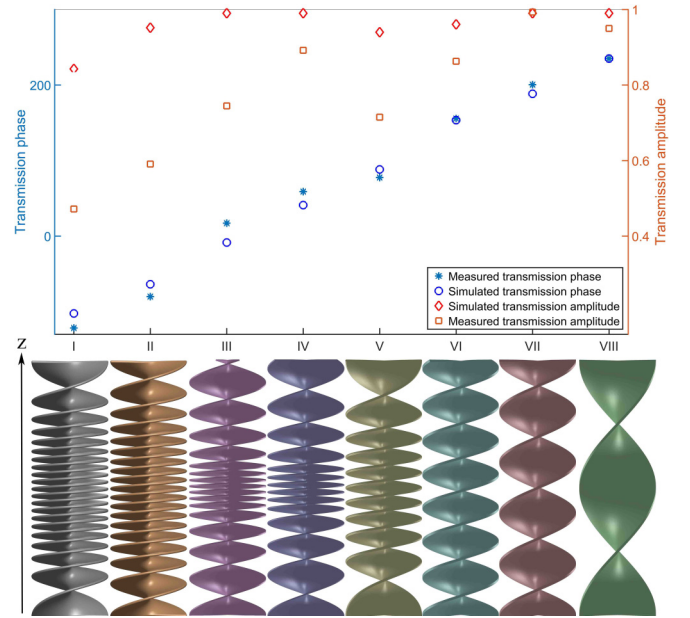 1
200
0.8
0.6
0
0.4
Transmission phase
Transmission amplitude
Measured transmission phase
Simulated transmission phase
Simulated transmission amplitude
Measured transmission amplitude
I II III IV V VI VII VIII
z